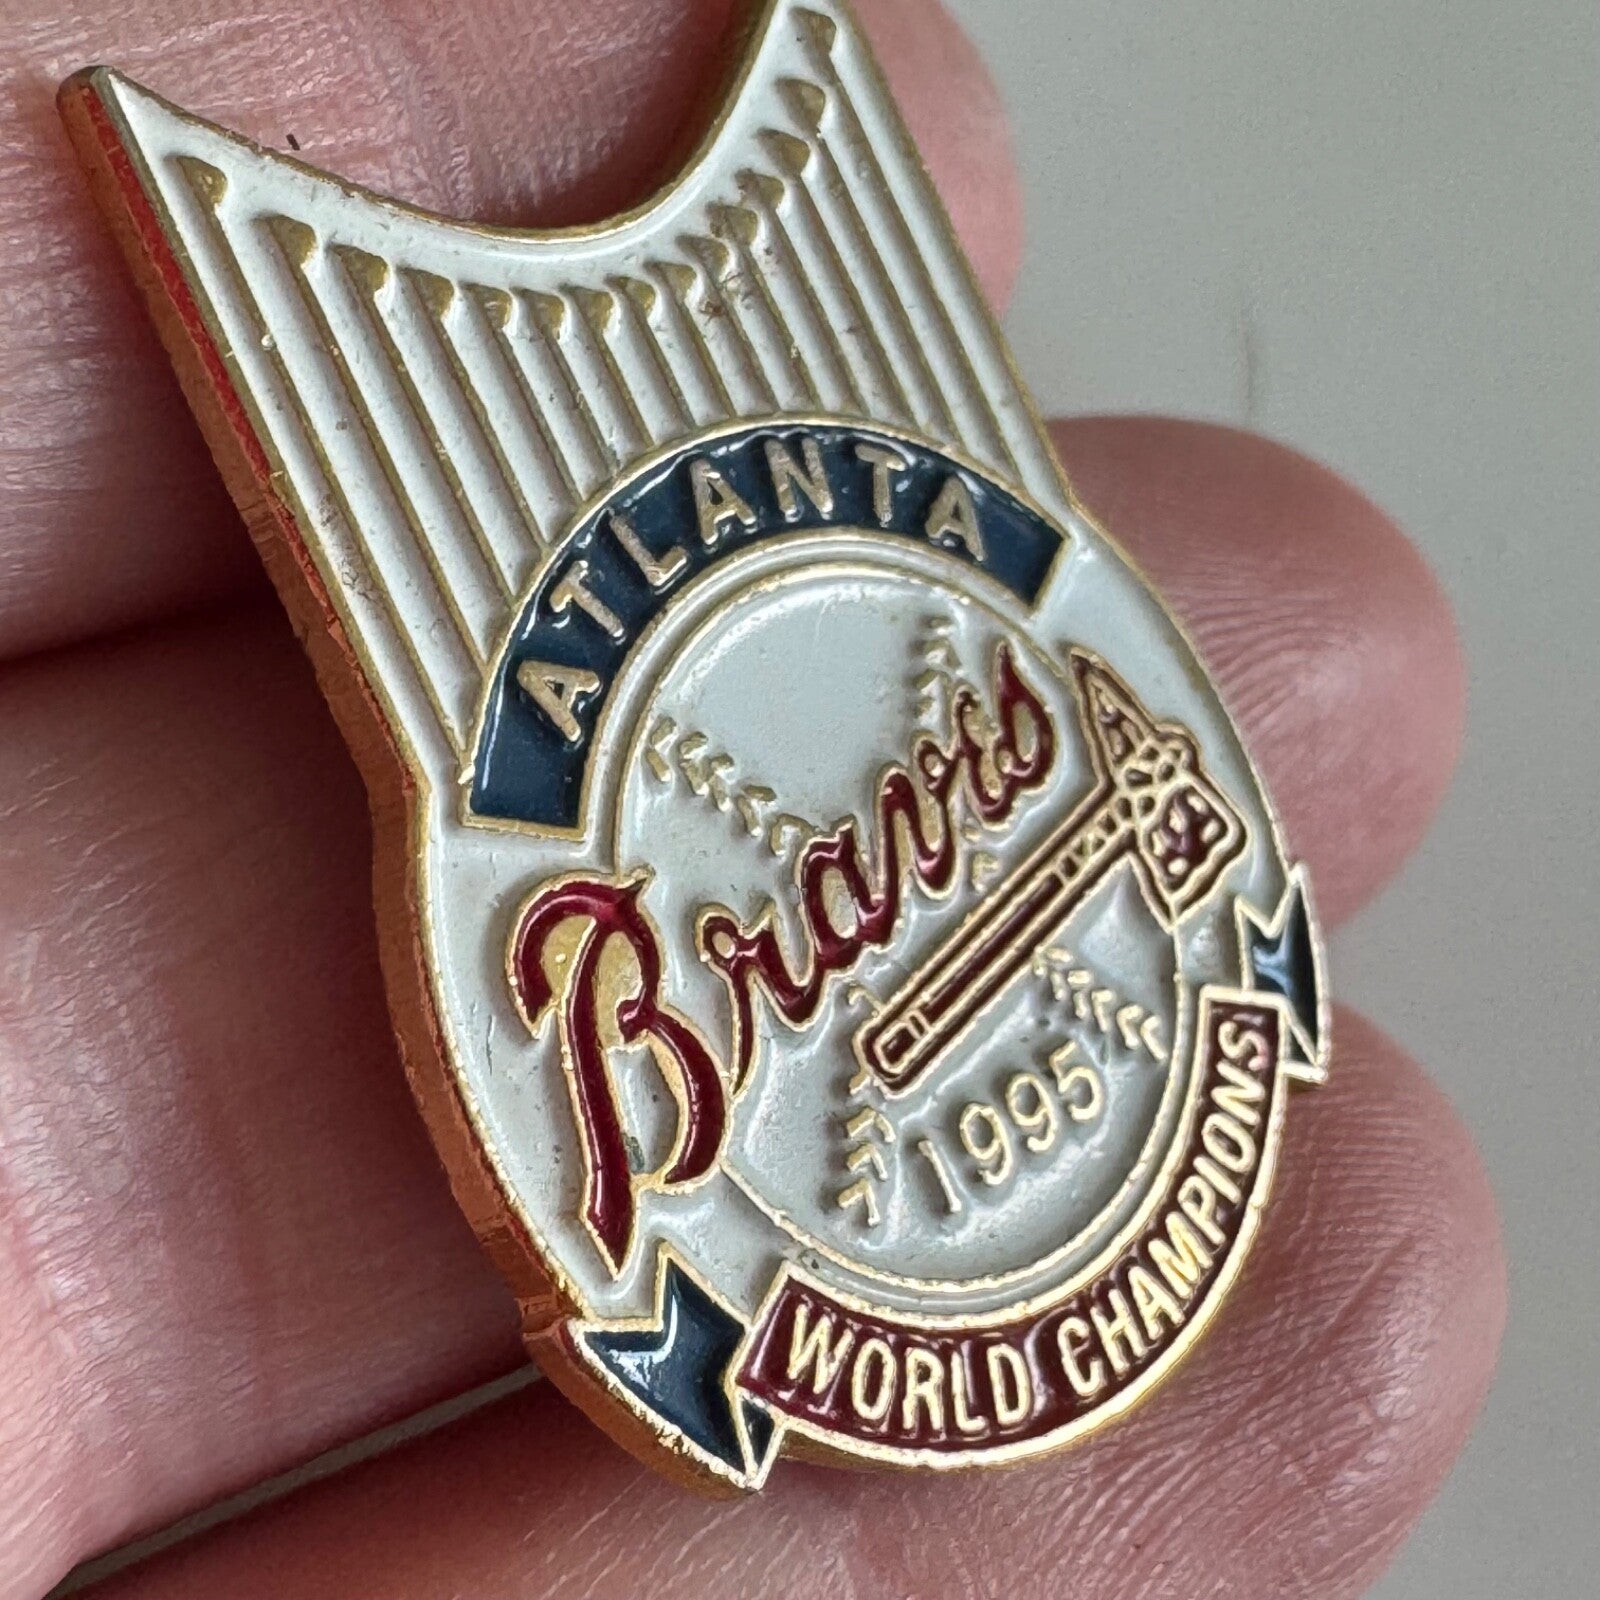 ATLANTA
Braves
1995
WORLD CHAMPIONS